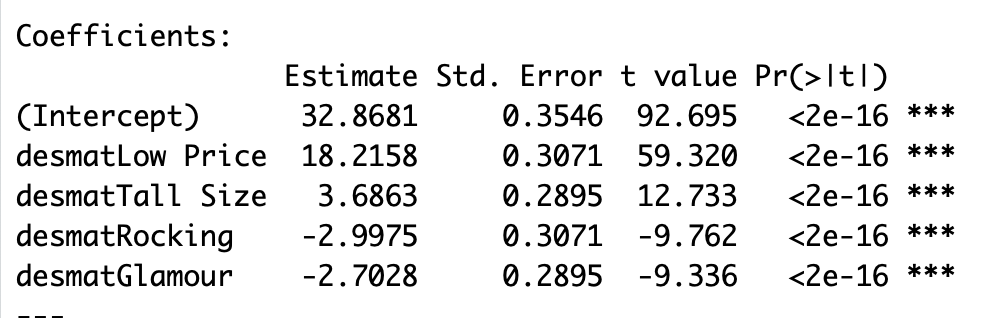 Coefficients:
Estimate Std. Error t value Pr(>|t|)
(Intercept) 32.8681 0.3546 92.695 <2e-16 ***
desmatLow Price 18.2158 0.3071 59.320 <2e-16 ***
desmatTall Size 3.6863 0.2895 12.733 <2e-16 ***
desmatRocking -2.9975 0.3071 -9.762 <2e-16 ***
desmatGlamour -2.7028 0.2895 -9.336 <2e-16 ***
---